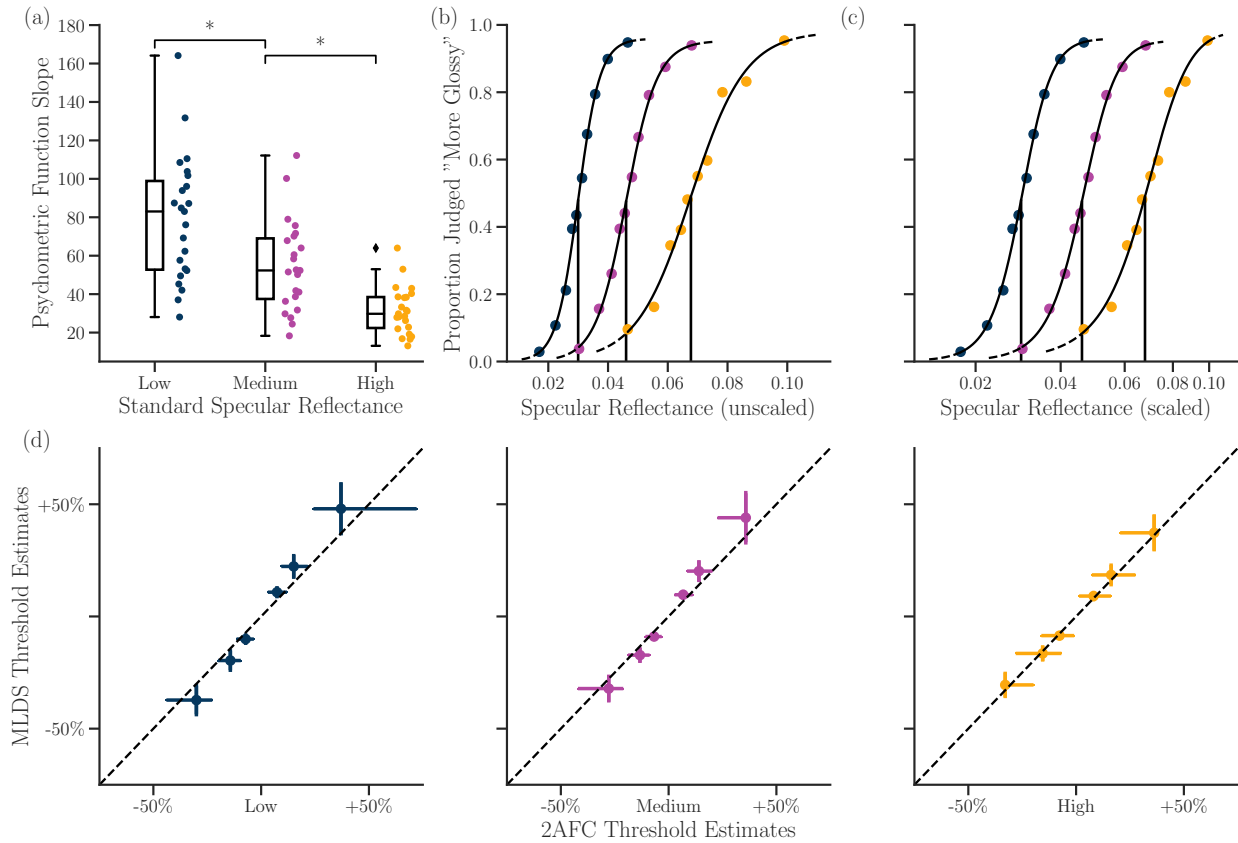 (a)
180
160
140
120
100
80
60
40
20
Psychometric Function Slope
*
*
Low
Medium
High
Standard Specular Reflectance
(b)
1.0
0.8
0.6
0.4
0.2
0.0
Proportion Judged "More Glossy"
0.02
0.04
0.06
0.08
0.10
Specular Reflectance (unscaled)
(c)
0.02
0.04
0.06
0.08
0.10
Specular Reflectance (scaled)
(d)
MLDS Threshold Estimates
+50%
-50%
-50%
Low
+50%
-50%
Medium
+50%
2AFC Threshold Estimates
-50%
High
+50%